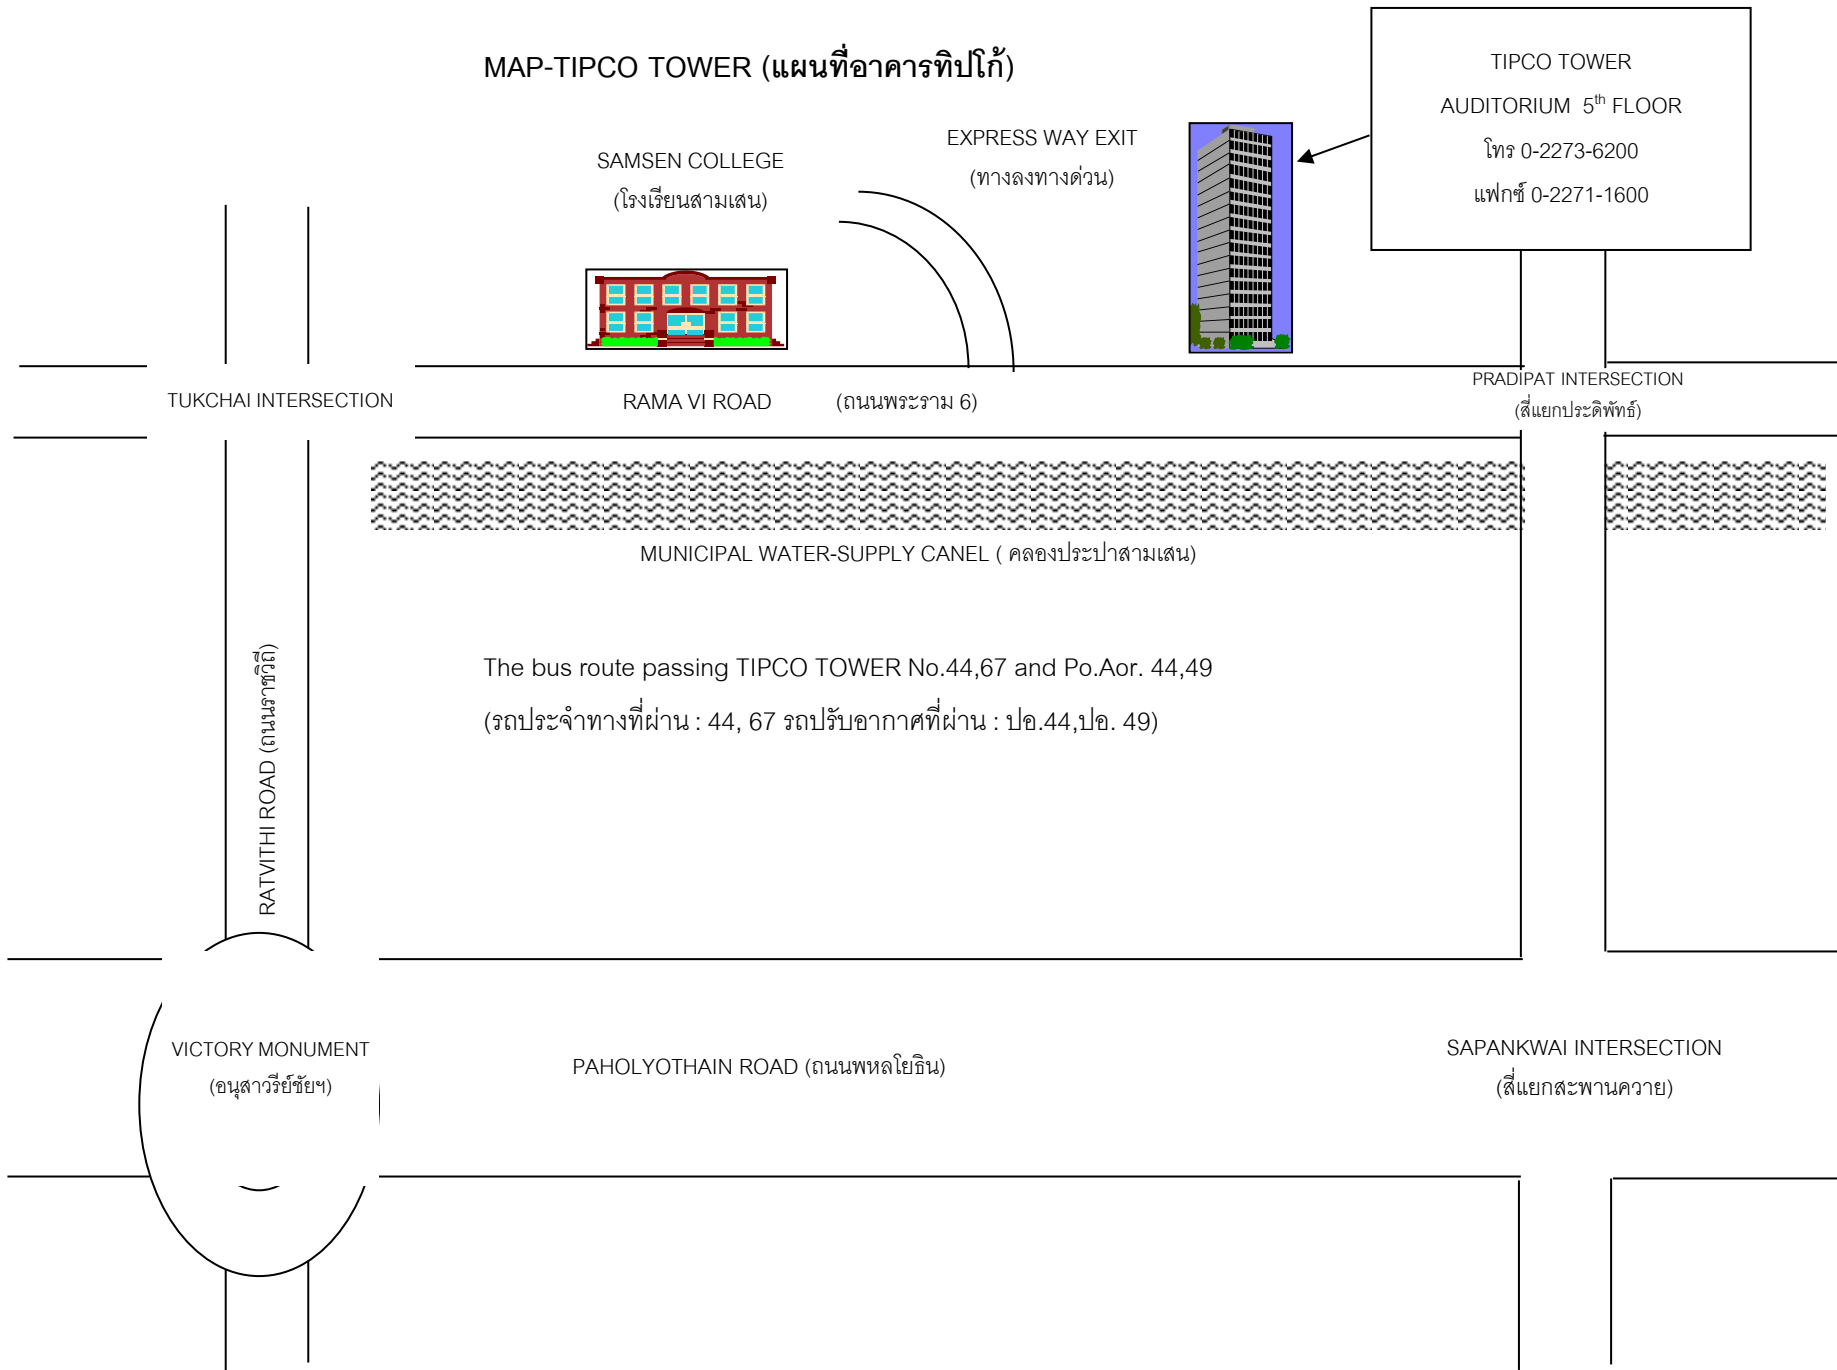 MAP-TIPCO TOWER (แผนที่อาคารทิปโก้)
TIPCO TOWER
AUDITORIUM 5th FLOOR
โทร 0-2273-6200
แฟกซ์ 0-2271-1600
EXPRESS WAY EXIT
(ทางลงทางด่วน)
SAMSEN COLLEGE
(โรงเรียนสามเสน)
TUKCHAI INTERSECTION
RAMA VI ROAD (ถนนพระราม 6)
PRADIPAT INTERSECTION
(สี่แยกประดิพัทธ์)
MUNICIPAL WATER-SUPPLY CANEL ( คลองประปาสามเสน)
The bus route passing TIPCO TOWER No.44,67 and Po.Aor. 44,49
(รถประจำทางที่ผ่าน : 44, 67 รถปรับอากาศที่ผ่าน : ปอ.44,ปอ. 49)
RATVITHI ROAD (ถนนราชวิถี)
VICTORY MONUMENT
(อนุสาวรีย์ชัยฯ)
PAHOLYOTHAIN ROAD (ถนนพหลโยธิน)
SAPANKWAI INTERSECTION
(สี่แยกสะพานควาย)